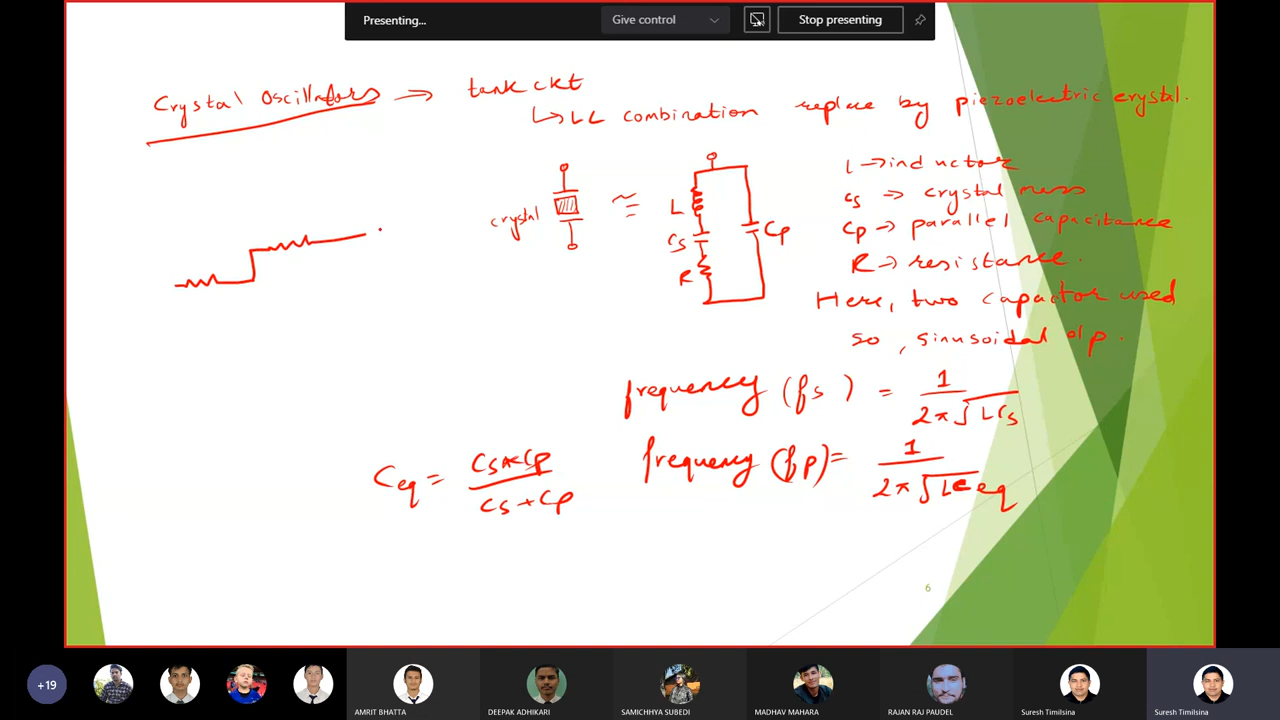 Presenting...
Give control
Stop presenting
Crystal Oscillators → tank ckt
↳ LC combination replace by piezoelectric crystal.
crystal
≈
L
Cs
R
Cp
L → inductor
Cs → crystal mess
Cp → parallel capacitance
R → resistance.
Here, two capactor used
so, sinusoidal o/p.
frequency (fs) = 1 / 2π√LCs
frequency (fp) = 1 / 2π√LCeq
Ceq = Cs*Cp / Cs+Cp
6
+19
AMRIT BHATTA
DEEPAK ADHIKARI
SAMICHHYA SUBEDI
MADHAV MAHARA
RAJAN RAJ PAUDEL
Suresh Timilsina
Suresh Timilsina